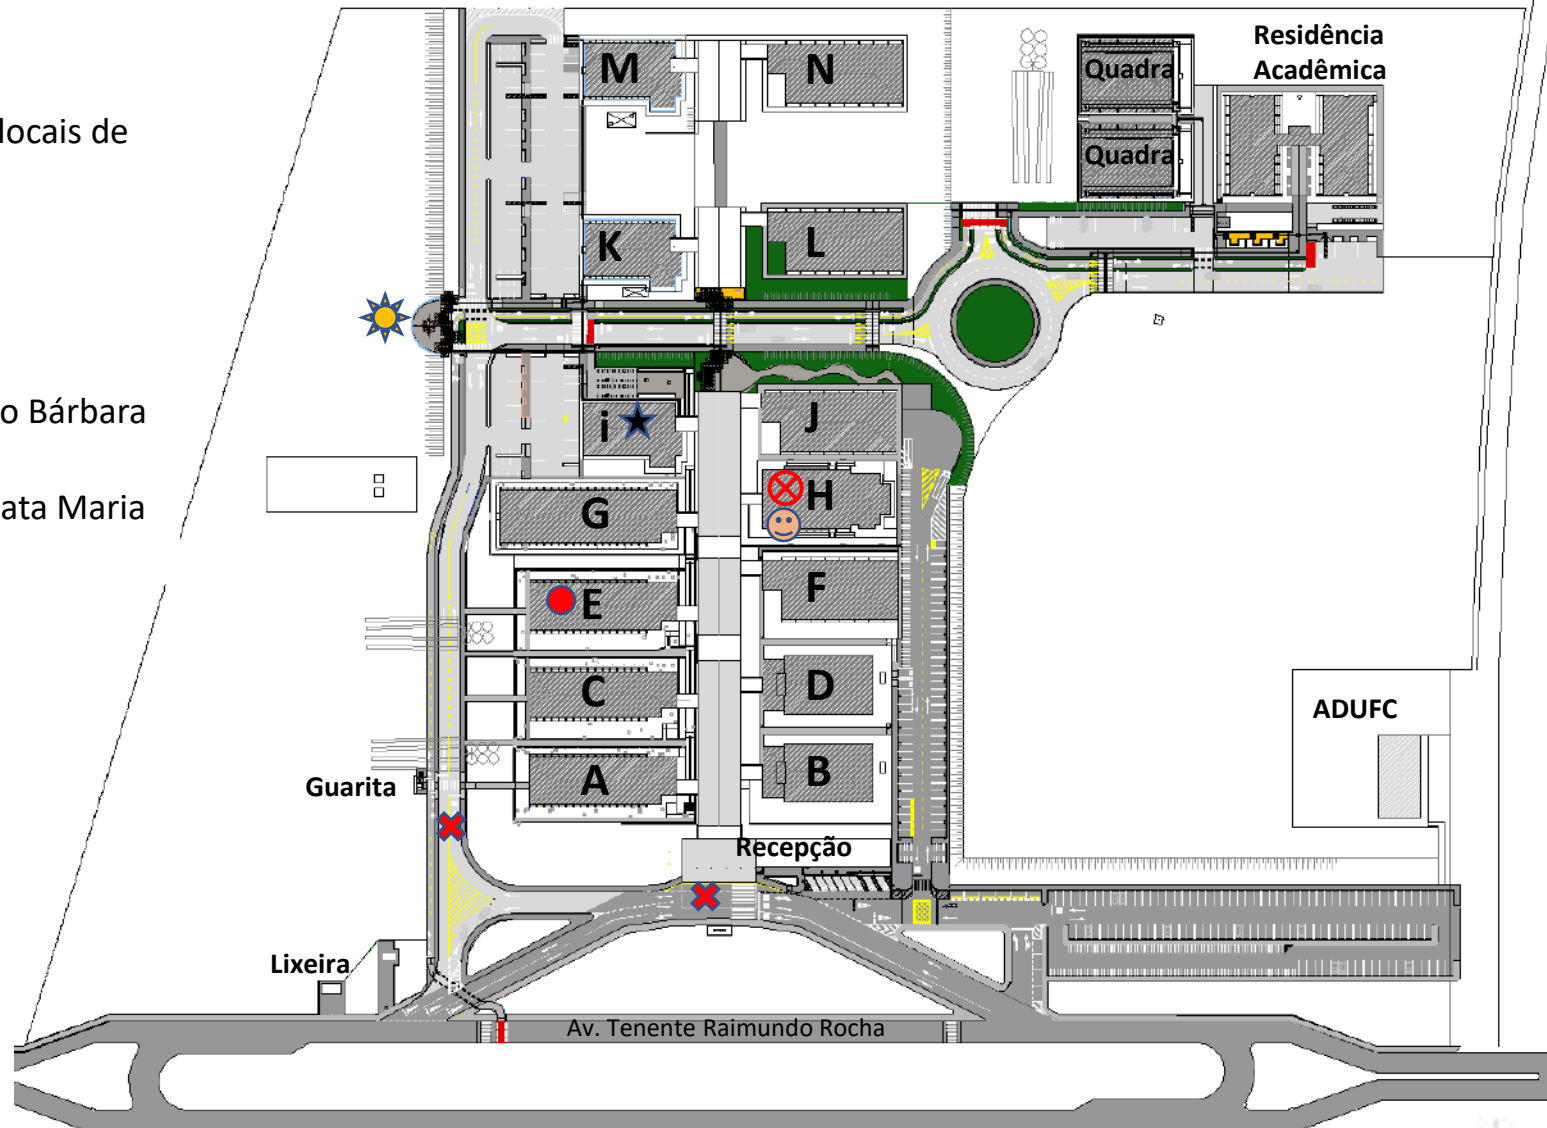 Residência
Acadêmica
M
N
Quadra
locais de
Quadra
K
L
o Bárbara
i
J
ata Maria
G
H
E
F
C
D
ADUFC
Guarita
A
B
Recepção
Lixeira
Av. Tenente Raimundo Rocha